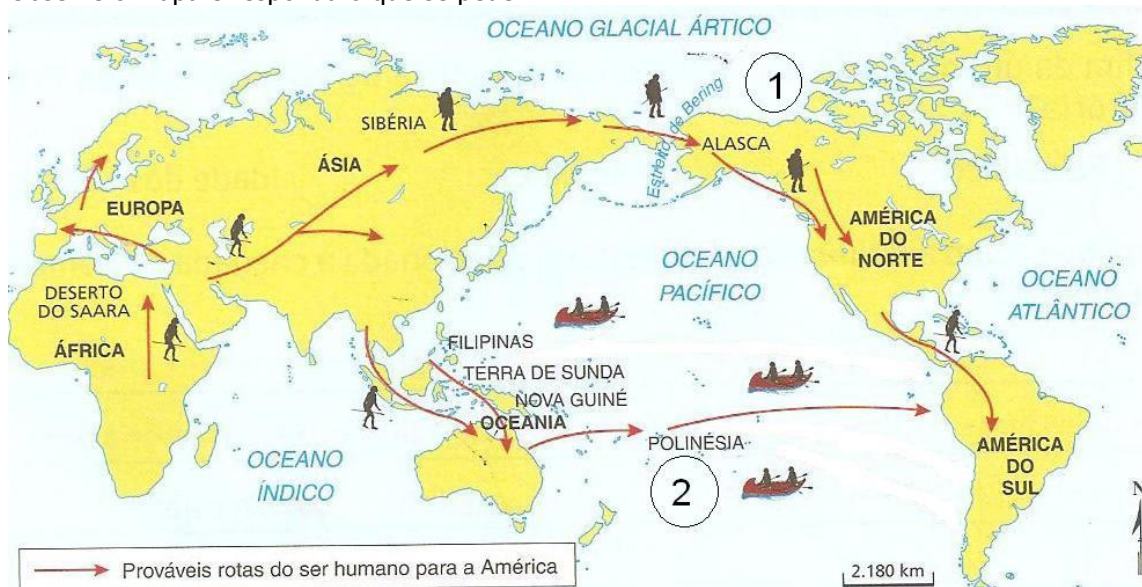 OCEANO GLACIAL ÁRTICO
1
Estreito de Bering
SIBÉRIA
ALASCA
ÁSIA
EUROPA
AMÉRICA
DO
NORTE
OCEANO
PACÍFICO
OCEANO
ATLÂNTICO
DESERTO
DO SAARA
ÁFRICA
FILIPINAS
TERRA DE SUNDA
NOVA GUINÉ
OCEANIA
POLINÉSIA
OCEANO
ÍNDICO
2
AMÉRICA
DO
SUL
N
Prováveis rotas do ser humano para a América
2.180 km